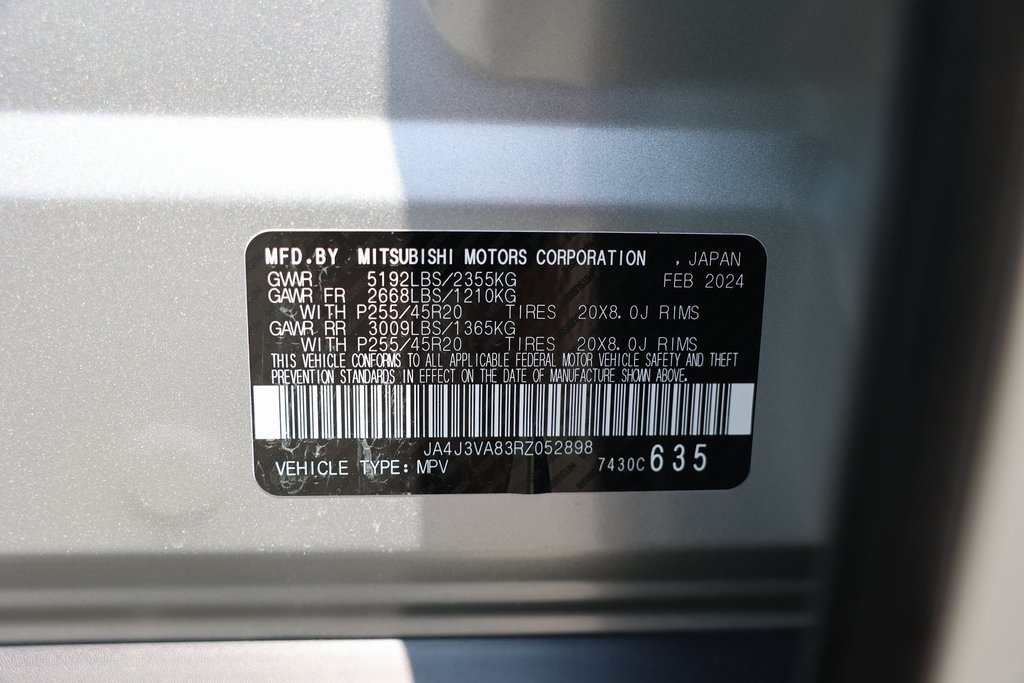 MFD.BY MITSUBISHI MOTORS CORPORATION , JAPAN
GVWR 5192LBS/2355KG FEB 2024
GAWR FR 2668LBS/1210KG
WITH P255/45R20 TIRES 20X8.0J RIMS
GAWR RR 3009LBS/1365KG
WITH P255/45R20 TIRES 20X8.0J RIMS
THIS VEHICLE CONFORMS TO ALL APPLICABLE FEDERAL MOTOR VEHICLE SAFETY AND THEFT
PREVENTION STANDARDS IN EFFECT ON THE DATE OF MANUFACTURE SHOWN ABOVE.
JA4J3VA83RZ052898
VEHICLE TYPE: MPV 7430C 635